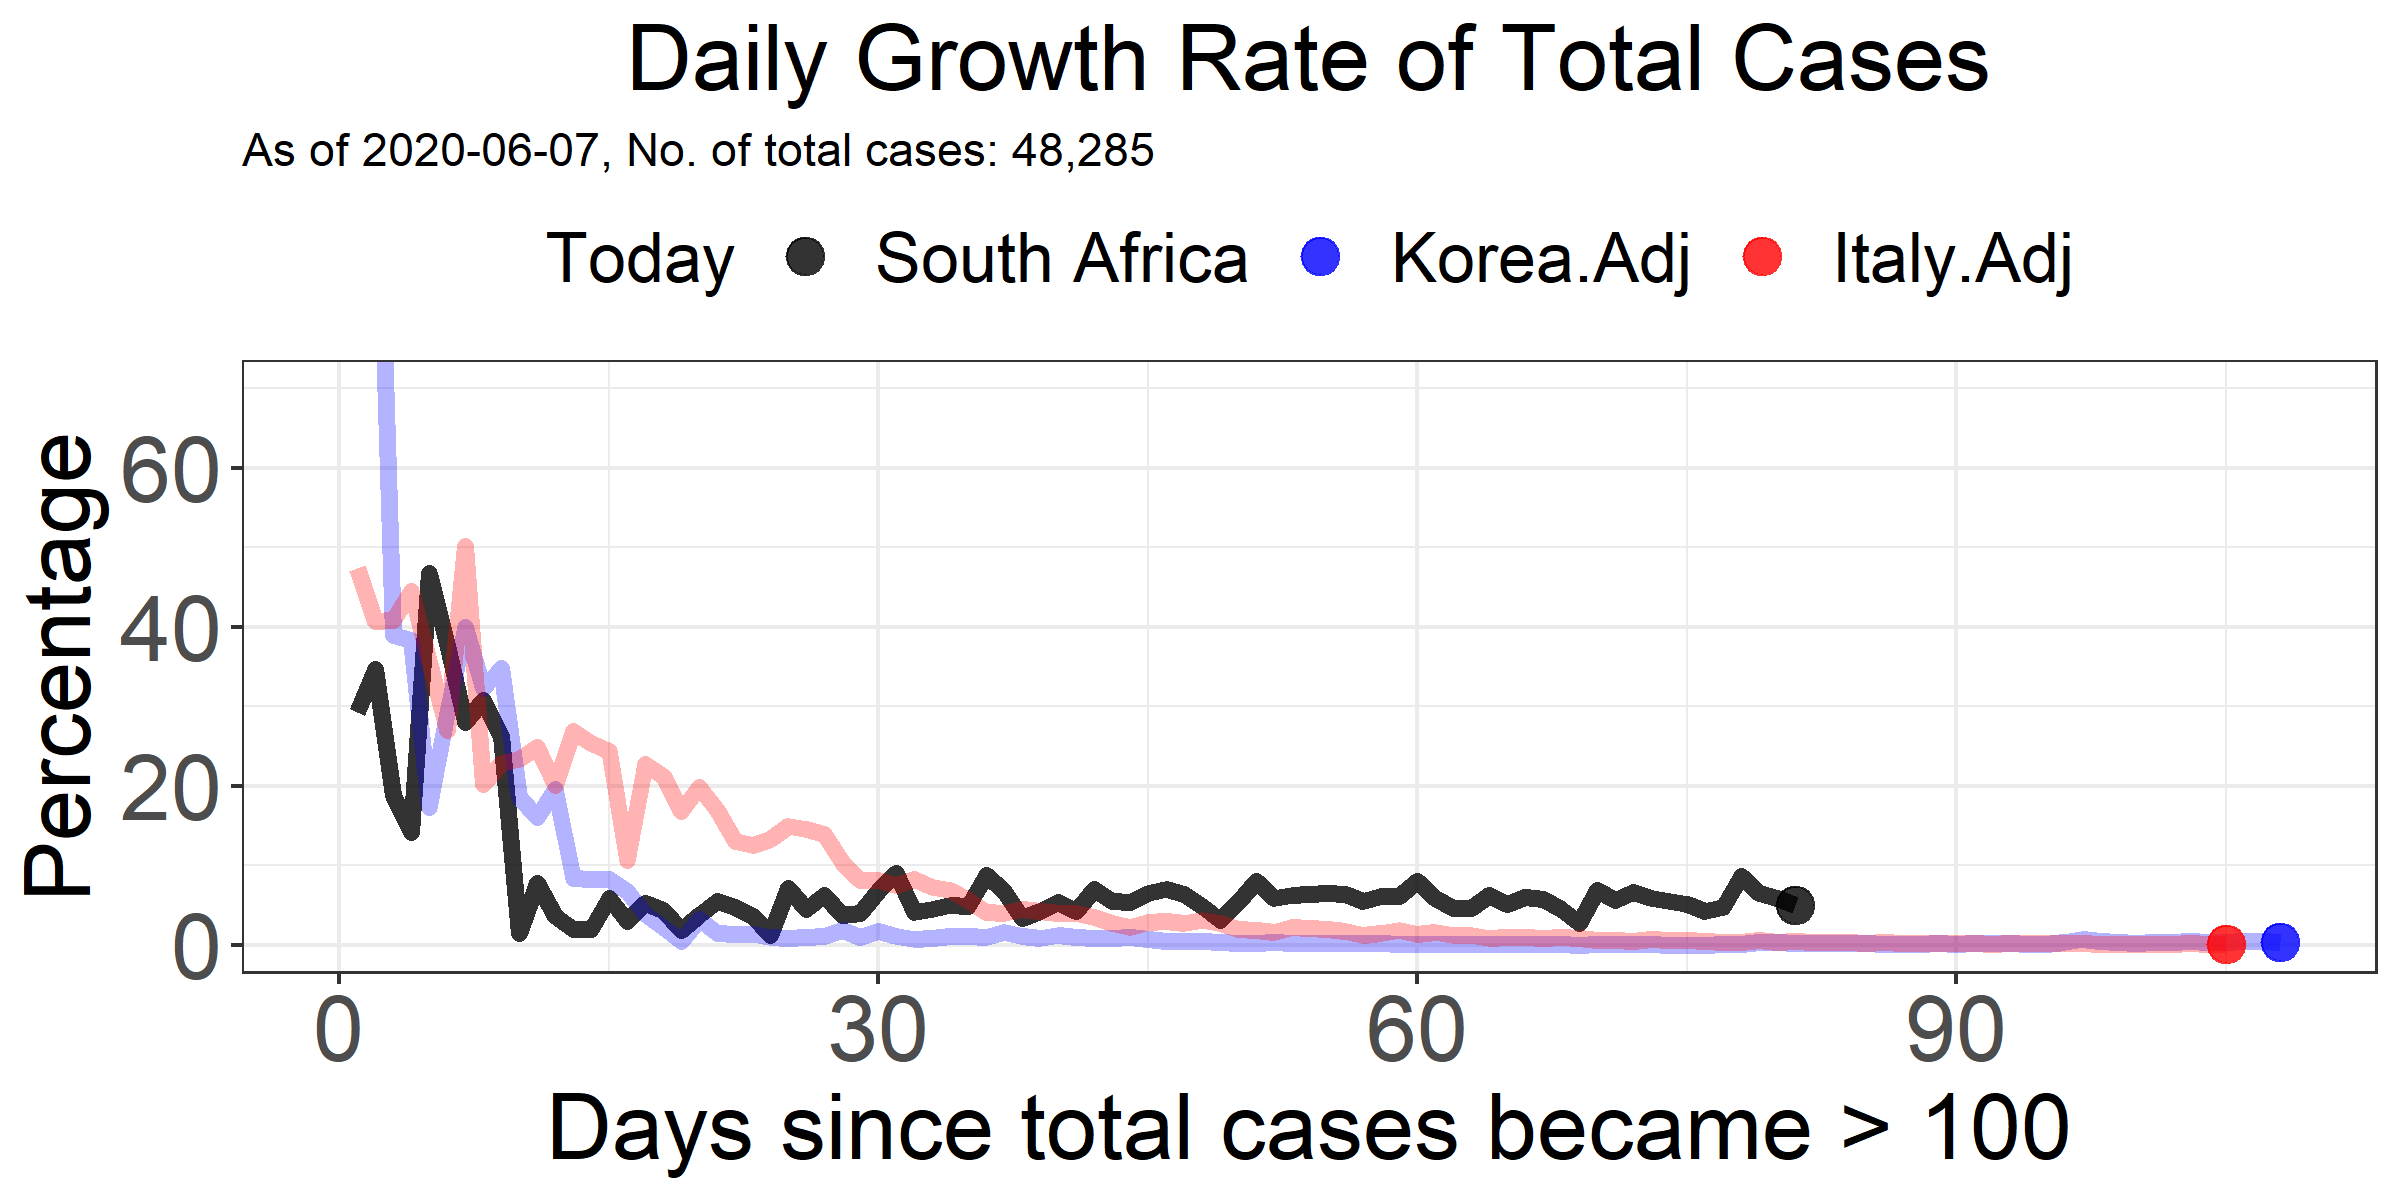 Daily Growth Rate of Total Cases
As of 2020-06-07, No. of total cases: 48,285
Today South Africa Korea.Adj Italy.Adj
Percentage
60
40
20
0
0 30 60 90
Days since total cases became > 100